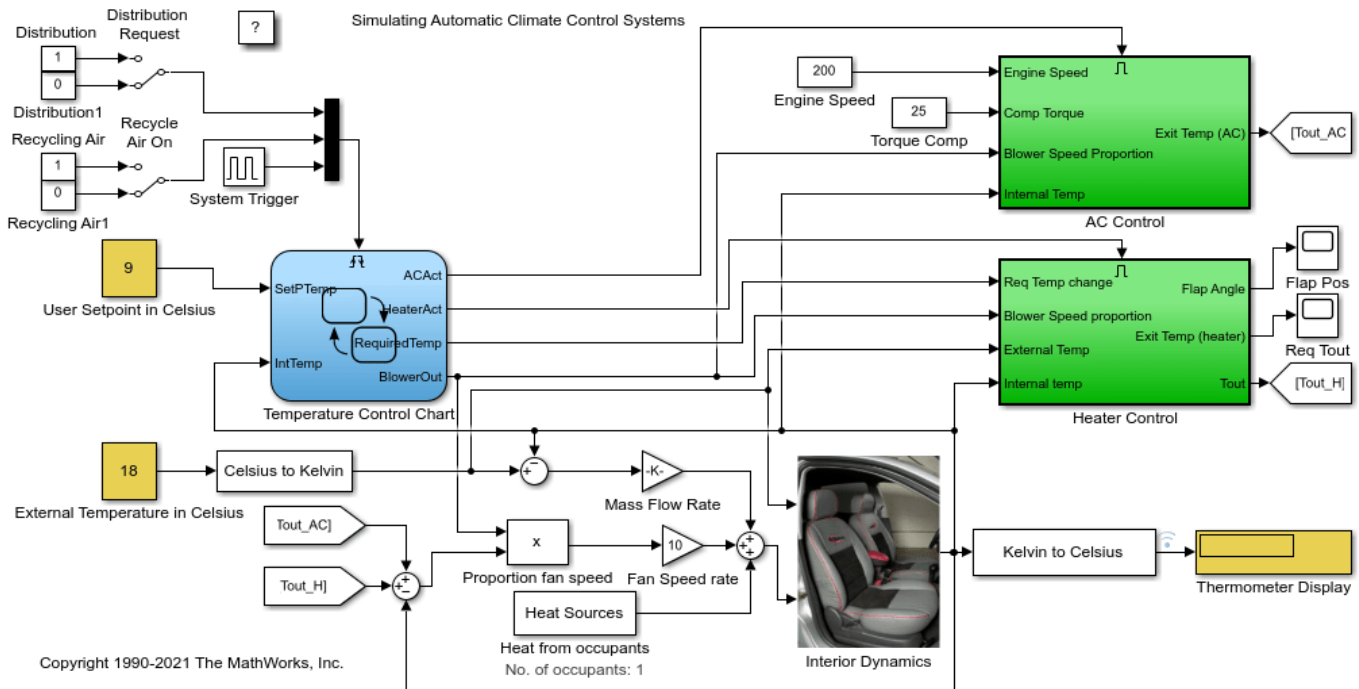 Simulating Automatic Climate Control Systems
?
Distribution
1
0
Distribution1
Distribution
Request
Recycling Air
1
0
Recycling Air1
Recycle
Air On
System Trigger
200
Engine Speed
25
Torque Comp
Engine Speed
Comp Torque
Blower Speed Proportion
Internal Temp
Exit Temp (AC)
AC Control
[Tout_AC
9
User Setpoint in Celsius
SetPTemp
IntTemp
ACAct
HeaterAct
RequiredTemp
BlowerOut
Temperature Control Chart
Req Temp change
Blower Speed proportion
External Temp
Internal temp
Flap Angle
Exit Temp (heater)
Tout
Heater Control
Flap Pos
Req Tout
[Tout_H]
18
External Temperature in Celsius
Celsius to Kelvin
-K-
Mass Flow Rate
Tout_AC]
Tout_H]
x
Proportion fan speed
10
Fan Speed rate
Heat Sources
Heat from occupants
No. of occupants: 1
Interior Dynamics
Kelvin to Celsius
Thermometer Display
Copyright 1990-2021 The MathWorks, Inc.